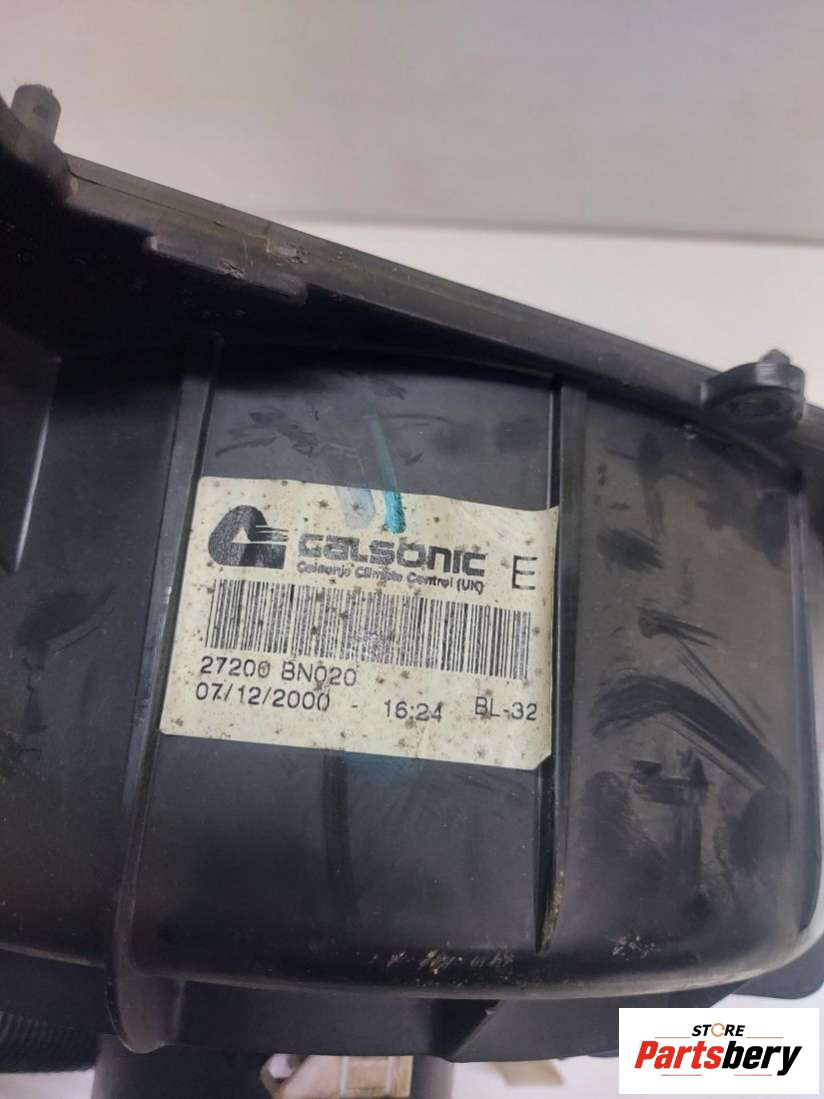 CALSONIC E
Calsonic Climate Control (UK)
27200 BN020
07/12/2000 - 16:24 BL-32
STORE
Partsbery